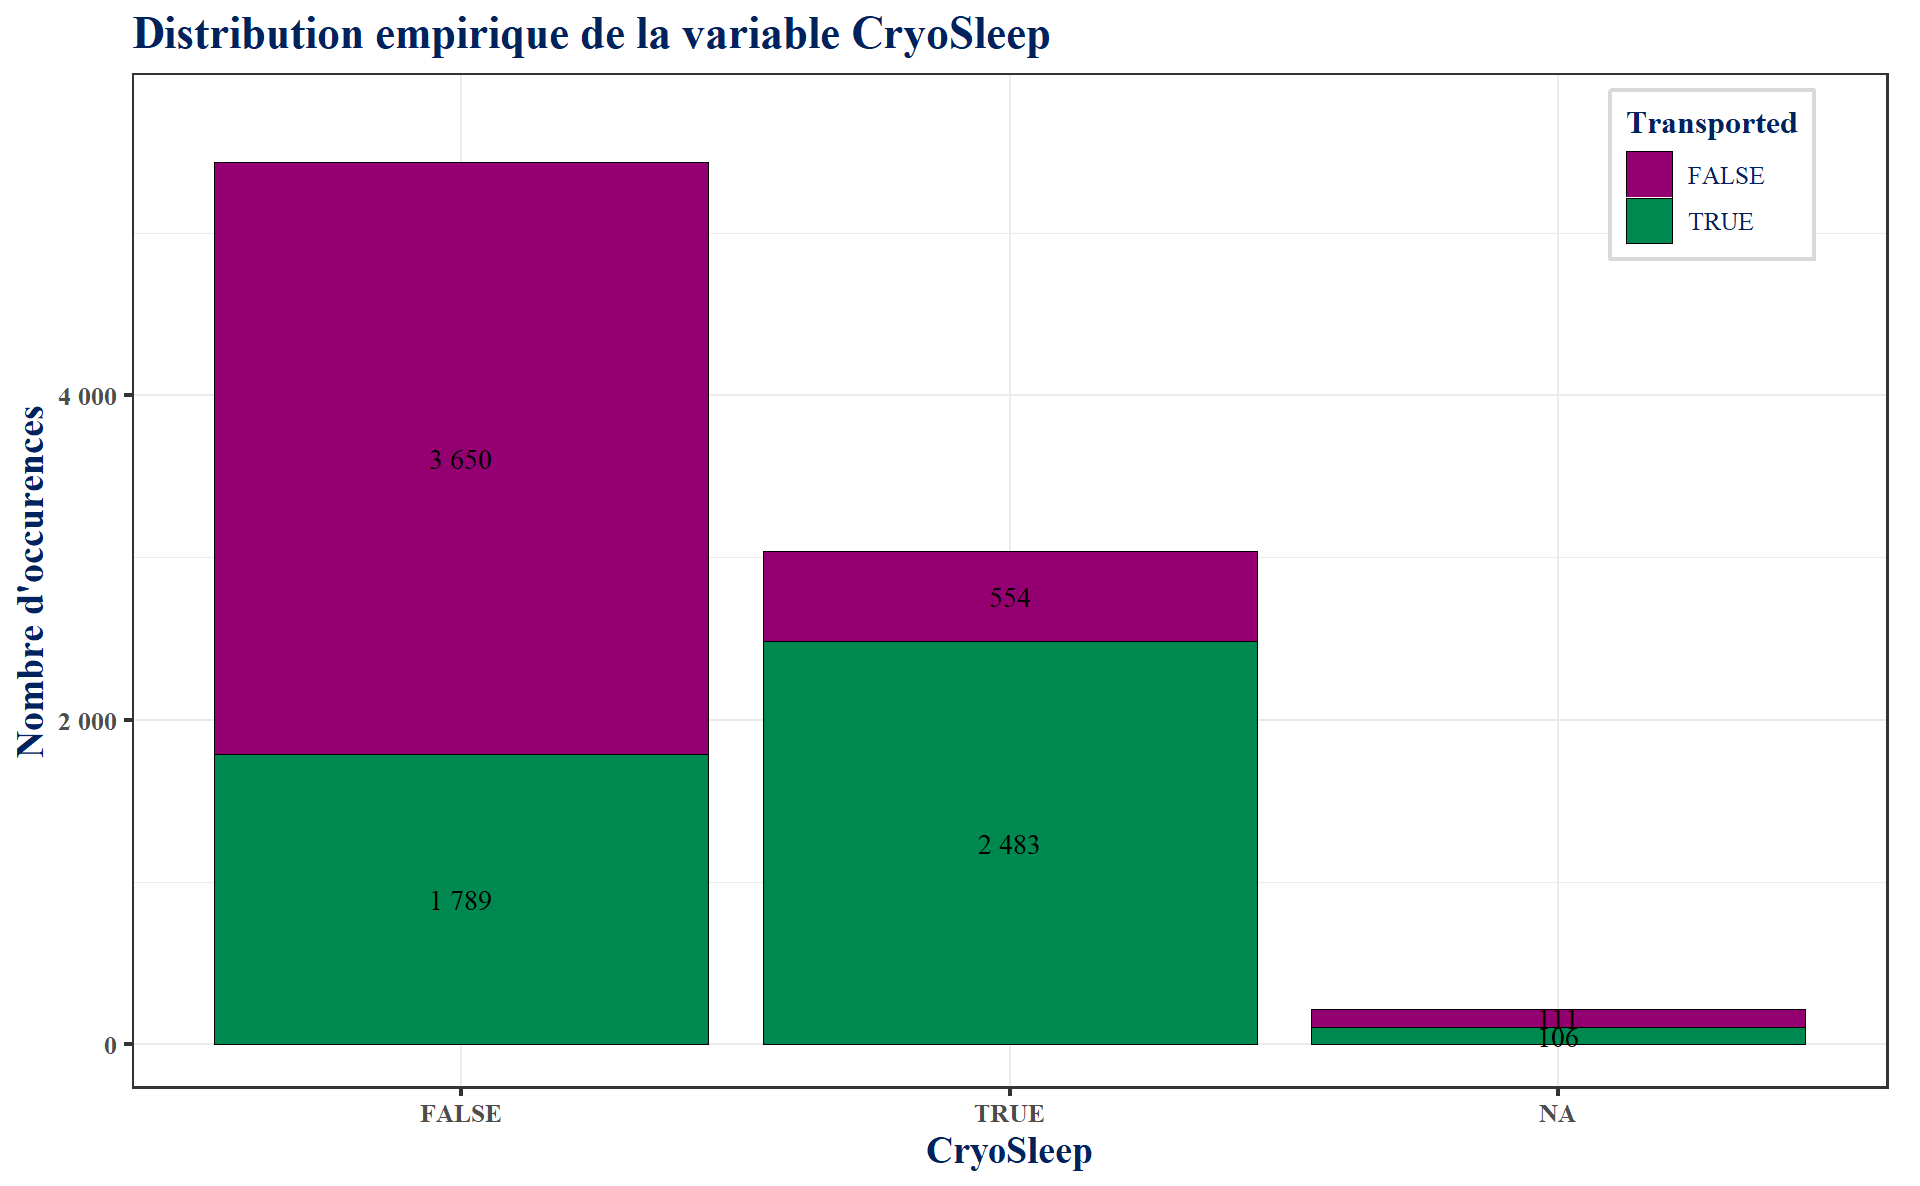 Distribution empirique de la variable CryoSleep
Transported
FALSE
TRUE
Nombre d'occurences
4 000
2 000
0
3 650
1 789
554
2 483
111
106
FALSE
TRUE
NA
CryoSleep